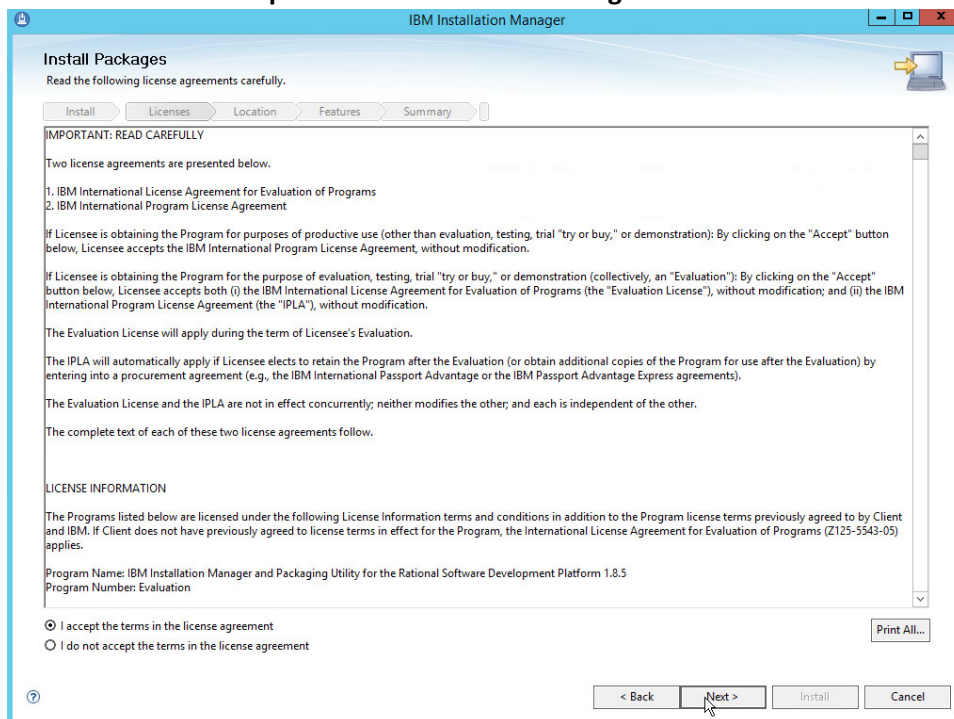 IBM Installation Manager
Install Packages
Read the following license agreements carefully.
Install Licenses Location Features Summary
IMPORTANT: READ CAREFULLY
Two license agreements are presented below.
1. IBM International License Agreement for Evaluation of Programs
2. IBM International Program License Agreement
If Licensee is obtaining the Program for purposes of productive use (other than evaluation, testing, trial "try or buy," or demonstration): By clicking on the "Accept" button
below, Licensee accepts the IBM International Program License Agreement, without modification.
If Licensee is obtaining the Program for the purpose of evaluation, testing, trial "try or buy," or demonstration (collectively, an "Evaluation"): By clicking on the "Accept"
button below, Licensee accepts both (i) the IBM International License Agreement for Evaluation of Programs (the "Evaluation License"), without modification; and (ii) the IBM
International Program License Agreement (the "IPLA"), without modification.
The Evaluation License will apply during the term of Licensee's Evaluation.
The IPLA will automatically apply if Licensee elects to retain the Program after the Evaluation (or obtain additional copies of the Program for use after the Evaluation) by
entering into a procurement agreement (e.g., the IBM International Passport Advantage or the IBM Passport Advantage Express agreements).
The Evaluation License and the IPLA are not in effect concurrently; neither modifies the other; and each is independent of the other.
The complete text of each of these two license agreements follow.
LICENSE INFORMATION
The Programs listed below are licensed under the following License Information terms and conditions in addition to the Program license terms previously agreed to by Client
and IBM. If Client does not have previously agreed to license terms in effect for the Program, the International License Agreement for Evaluation of Programs (Z125-5543-05)
applies.
Program Name: IBM Installation Manager and Packaging Utility for the Rational Software Development Platform 1.8.5
Program Number: Evaluation
I accept the terms in the license agreement
Print All...
I do not accept the terms in the license agreement
? < Back Next > Install Cancel